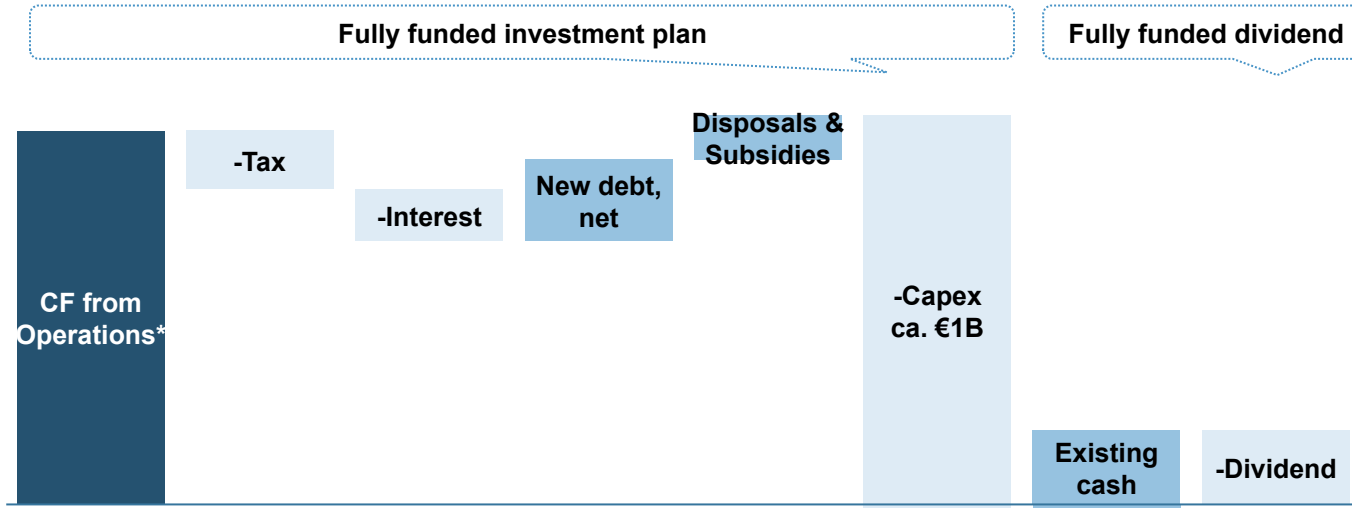 Fully funded investment plan
Fully funded dividend
CF from
Operations*
-Tax
-Interest
New debt,
net
Disposals &
Subsidies
-Capex
ca. €1B
Existing
cash
-Dividend